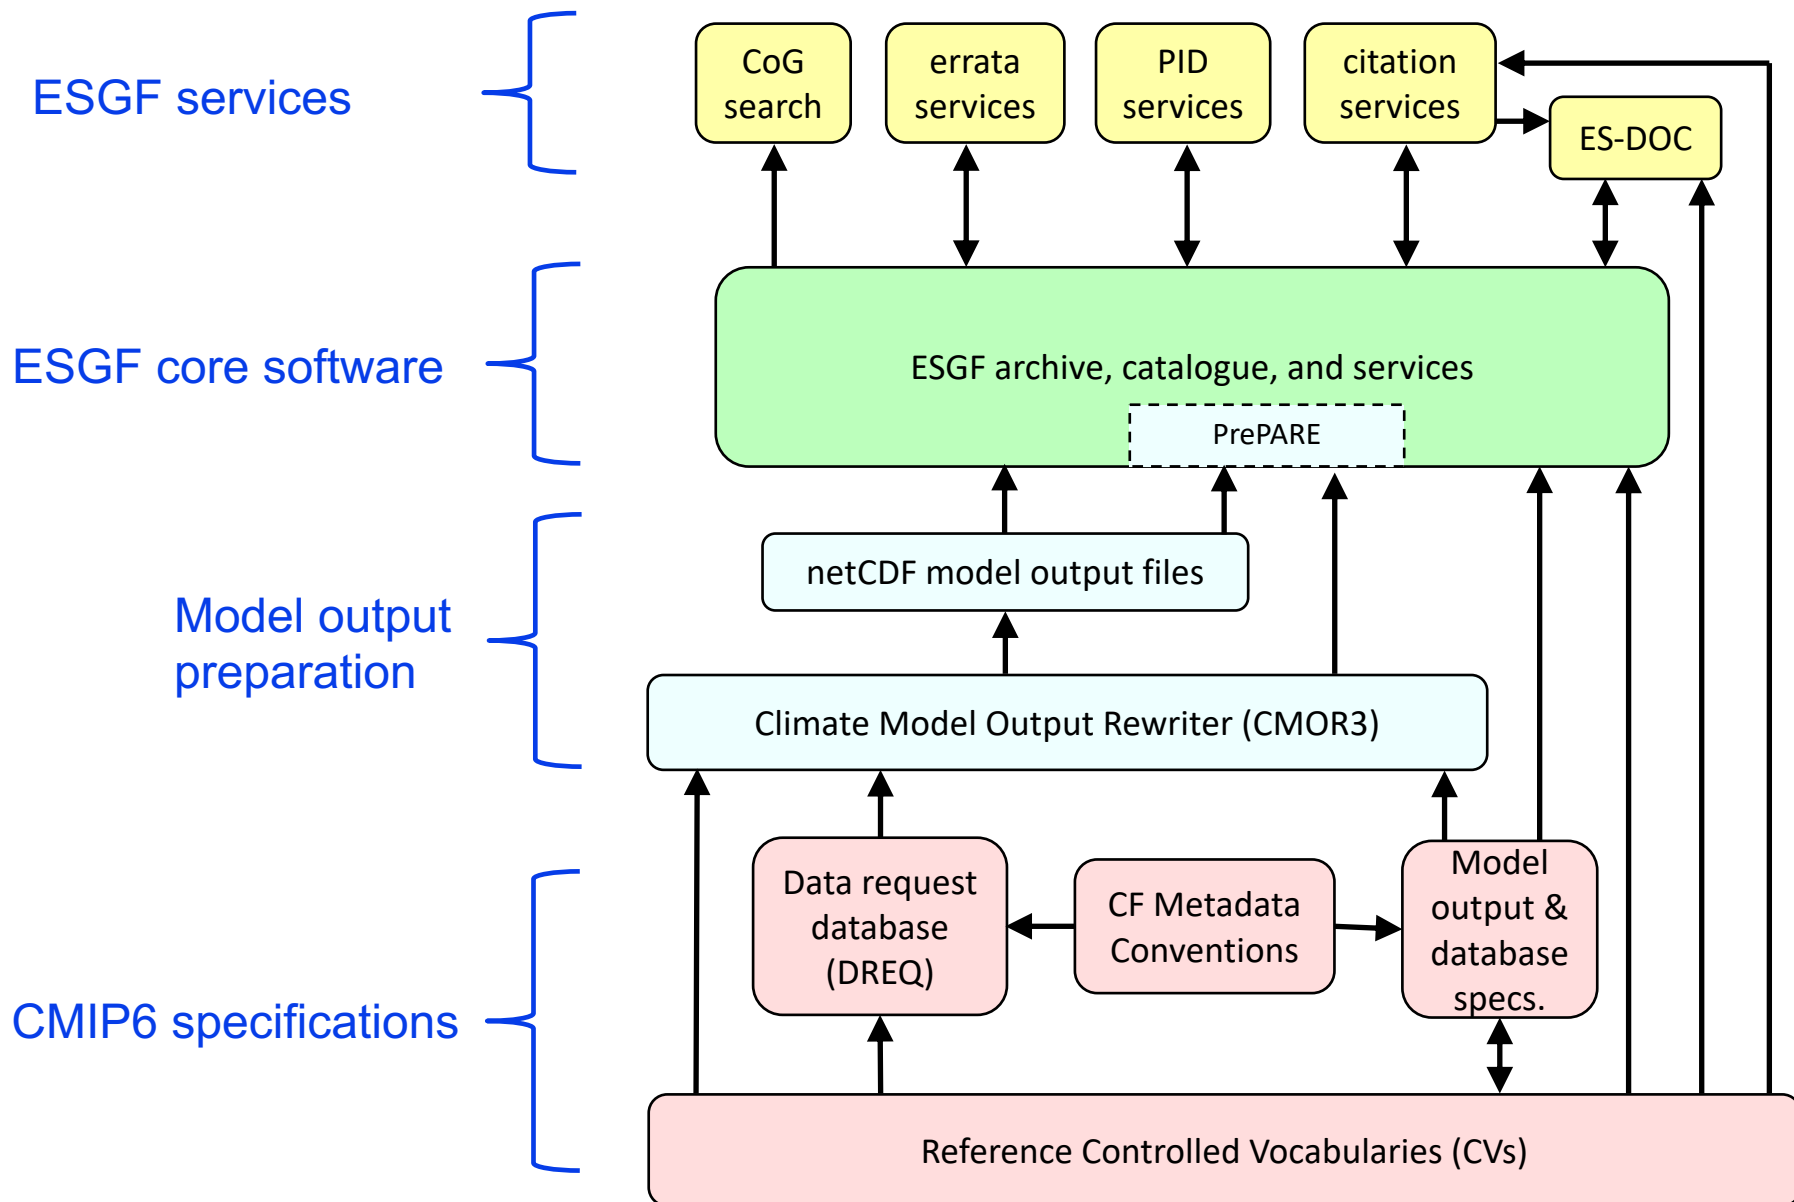 ESGF services
CoG
search
errata
services
PID
services
citation
services
ES-DOC
ESGF core software
ESGF archive, catalogue, and services
PrePARE
Model output
preparation
netCDF model output files
Climate Model Output Rewriter (CMOR3)
CMIP6 specifications
Data request
database
(DREQ)
CF Metadata
Conventions
Model
output &
database
specs.
Reference Controlled Vocabularies (CVs)